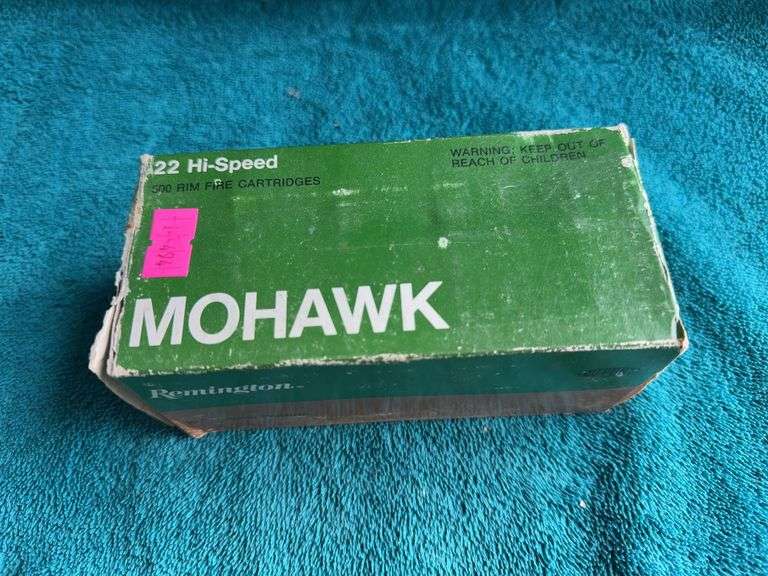 22 Hi-Speed
500 RIM FIRE CARTRIDGES
WARNING: KEEP OUT OF
REACH OF CHILDREN
MOHAWK
Remington